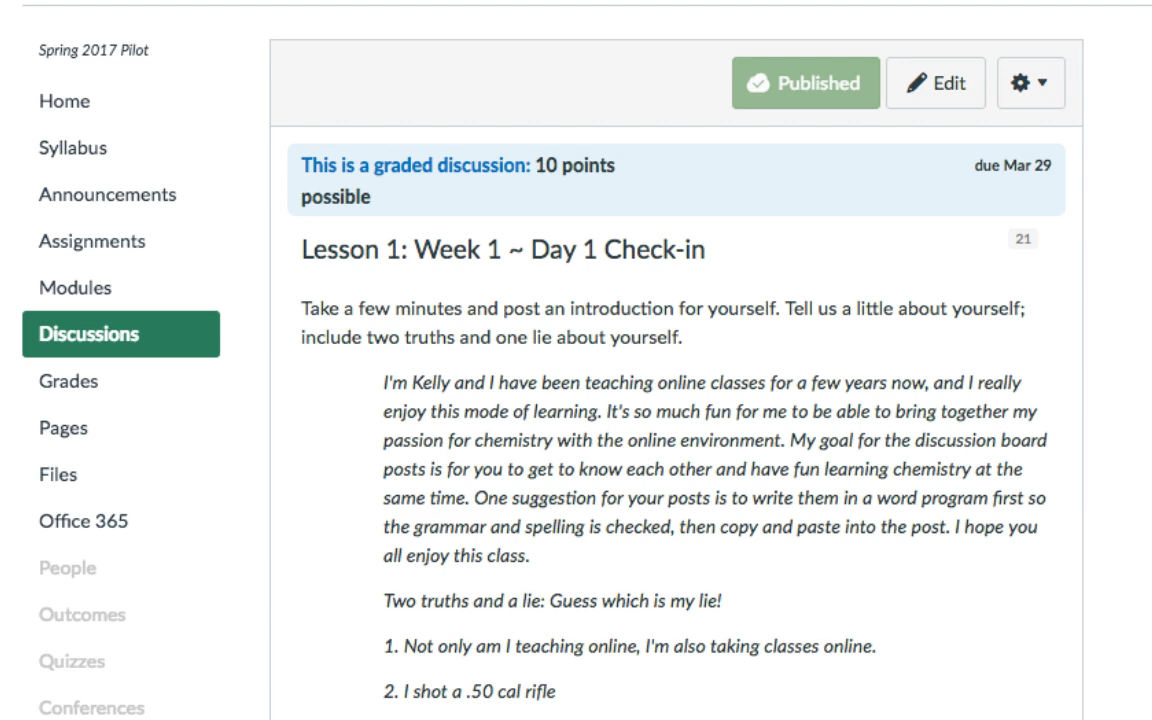 Spring 2017 Pilot
Home
Syllabus
Announcements
Assignments
Modules
Discussions
Grades
Pages
Files
Office 365
People
Outcomes
Quizzes
Conferences
Published
Edit
This is a graded discussion: 10 points
possible
due Mar 29
Lesson 1: Week 1 ~ Day 1 Check-in
21
Take a few minutes and post an introduction for yourself. Tell us a little about yourself;
include two truths and one lie about yourself.
I'm Kelly and I have been teaching online classes for a few years now, and I really
enjoy this mode of learning. It's so much fun for me to be able to bring together my
passion for chemistry with the online environment. My goal for the discussion board
posts is for you to get to know each other and have fun learning chemistry at the
same time. One suggestion for your posts is to write them in a word program first so
the grammar and spelling is checked, then copy and paste into the post. I hope you
all enjoy this class.
Two truths and a lie: Guess which is my lie!
1. Not only am I teaching online, I'm also taking classes online.
2. I shot a .50 cal rifle